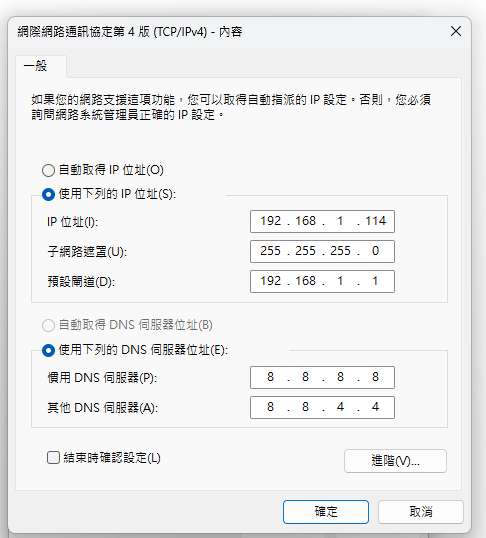 網際網路通訊協定第 4 版 (TCP/IPv4) - 內容
一般
如果您的網路支援這項功能，您可以取得自動指派的 IP 設定。否則，您必須
詢問網路系統管理員正確的 IP 設定。
自動取得 IP 位址(O)
使用下列的 IP 位址(S):
IP 位址(I): 192 . 168 . 1 . 114
子網路遮罩(U): 255 . 255 . 255 . 0
預設閘道(D): 192 . 168 . 1 . 1
自動取得 DNS 伺服器位址(B)
使用下列的 DNS 伺服器位址(E):
慣用 DNS 伺服器(P): 8 . 8 . 8 . 8
其他 DNS 伺服器(A): 8 . 8 . 4 . 4
結束時確認設定(L) 進階(V)...
確定 取消